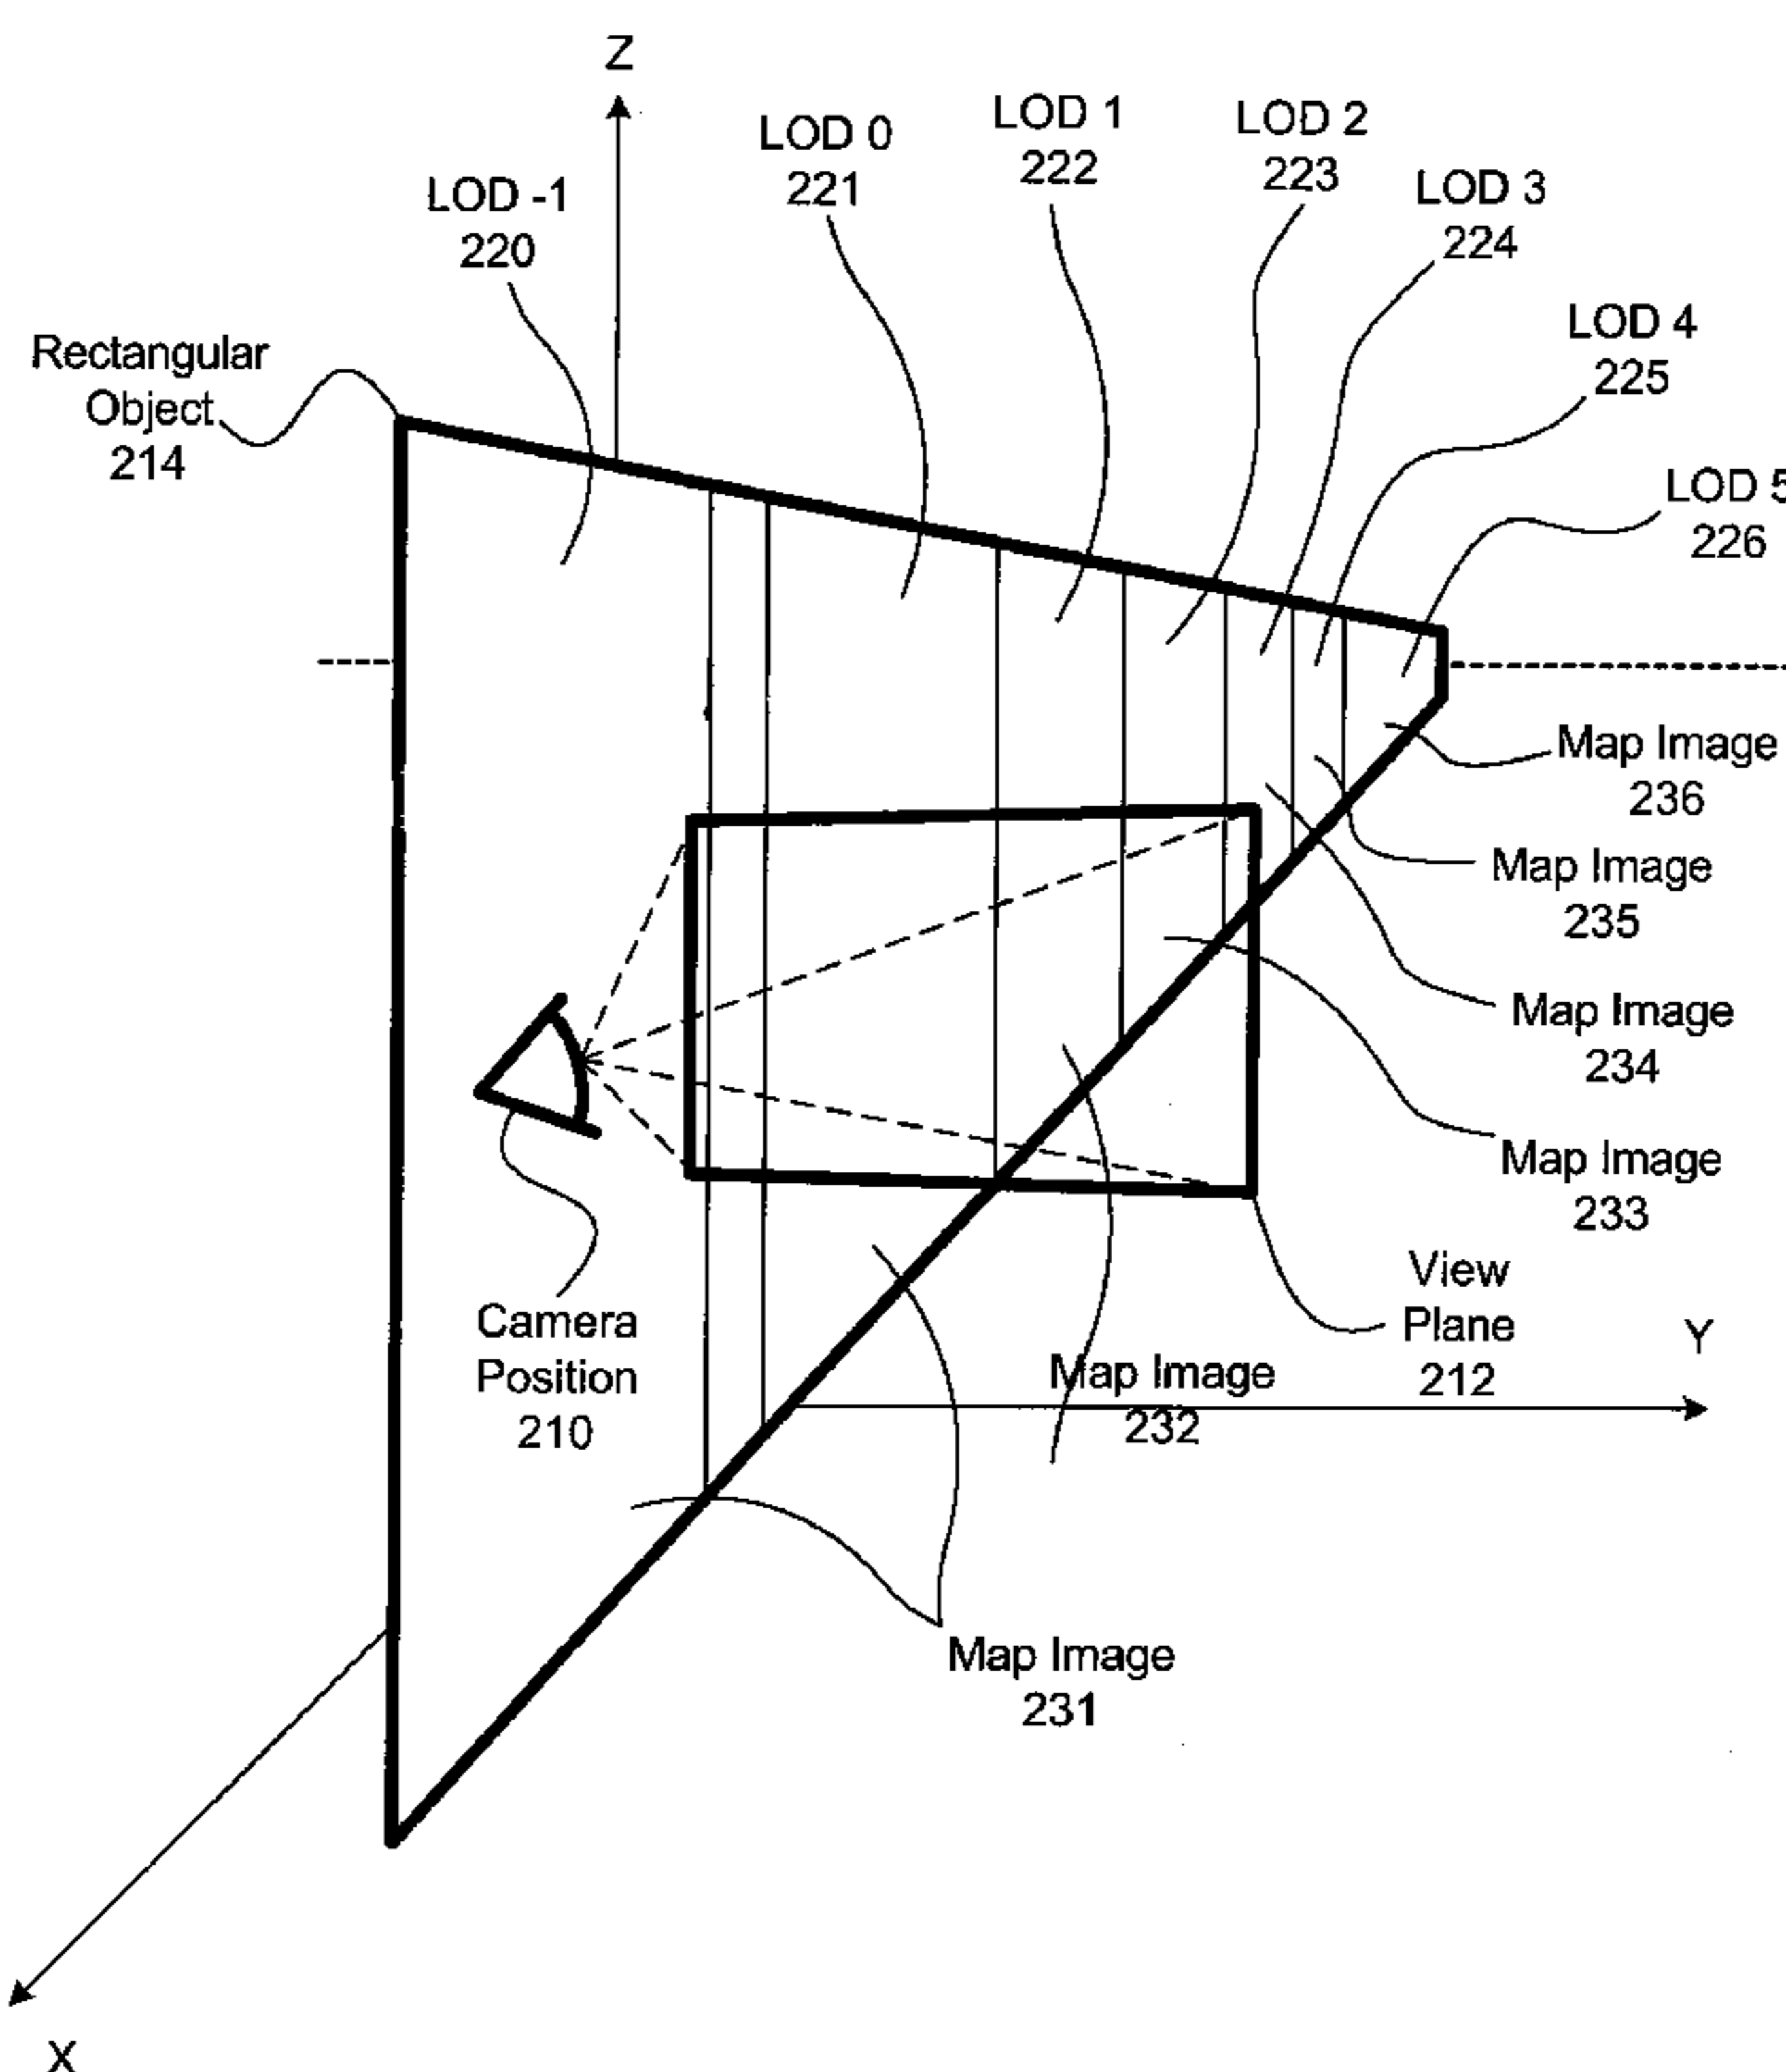 Z
LOD -1
220
LOD 0
221
LOD 1
222
LOD 2
223
LOD 3
224
LOD 4
225
LOD 5
226
Rectangular
Object
214
Map Image
236
Map Image
235
Map Image
234
Map Image
233
View
Plane
212
Y
Camera
Position
210
Map Image
232
Map Image
231
X